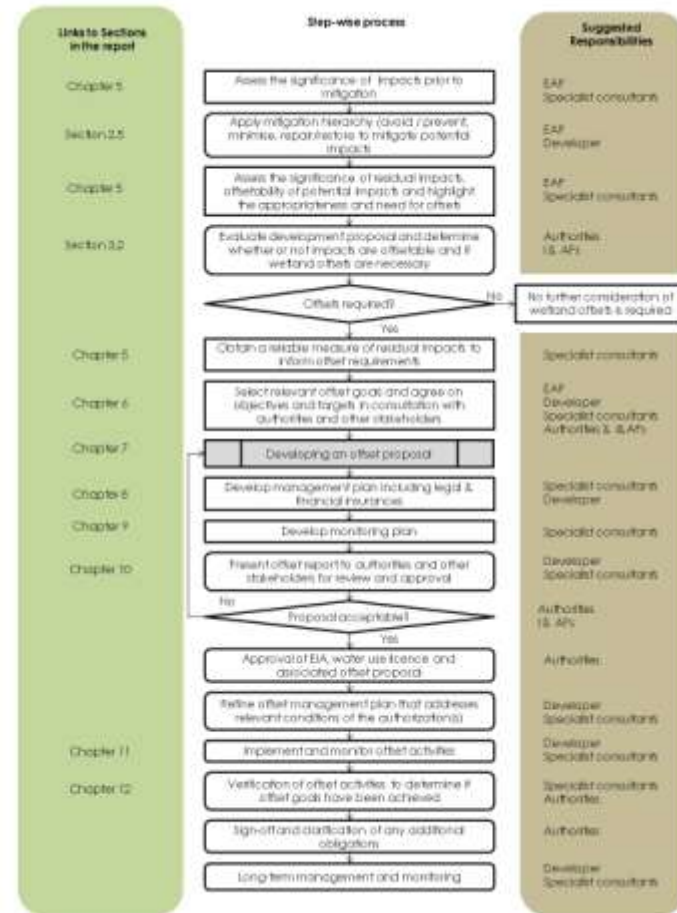 Links to Sections
in the report
Step-wise process
Suggested
Responsibilities
Chapter 5
Assess the significance of impacts prior to
mitigation
EAP
Specialist consultants
Section 2.5
Apply mitigation hierarchy (avoid / prevent,
minimise, repair/restore to mitigate potential
impacts
EAP
Developer
Chapter 5
Assess the significance of residual impacts,
offsetability of potential impacts and highlight
the appropriateness and need for offsets
EAP
Specialist consultants
Section 3.2
Evaluate development proposal and determine
whether or not impacts are offsetable and if
wetland offsets are necessary
Authorities
I & APs
Offsets required?
No
No further consideration of
wetland offsets is required
Yes
Chapter 5
Obtain a reliable measure of residual impacts to
inform offset requirements
Specialist consultants
Chapter 6
Select relevant offset goals and agree on
objectives and targets in consultation with
authorities and other stakeholders
EAP
Developer
Specialist consultants
Authorities & I&APs
Chapter 7
Developing an offset proposal
Chapter 8
Develop management plan including legal &
financial insurances
Specialist consultants
Developer
Chapter 9
Develop monitoring plan
Specialist consultants
Chapter 10
Present offset report to authorities and other
stakeholders for review and approval
Developer
Specialist consultants
No
Proposal acceptable?
Authorities
I & APs
Yes
Approval of EIA, water use licence and
associated offset proposal
Authorities
Refine offset management plan that addresses
relevant conditions of the authorization(s)
Developer
Specialist consultants
Chapter 11
Implement and monitor offset activities
Developer
Specialist consultants
Chapter 12
Verification of offset activities to determine if
offset goals have been achieved
Specialist consultants
Authorities
Sign-off and clarification of any additional
obligations
Authorities
Long-term management and monitoring
Developer
Specialist consultants